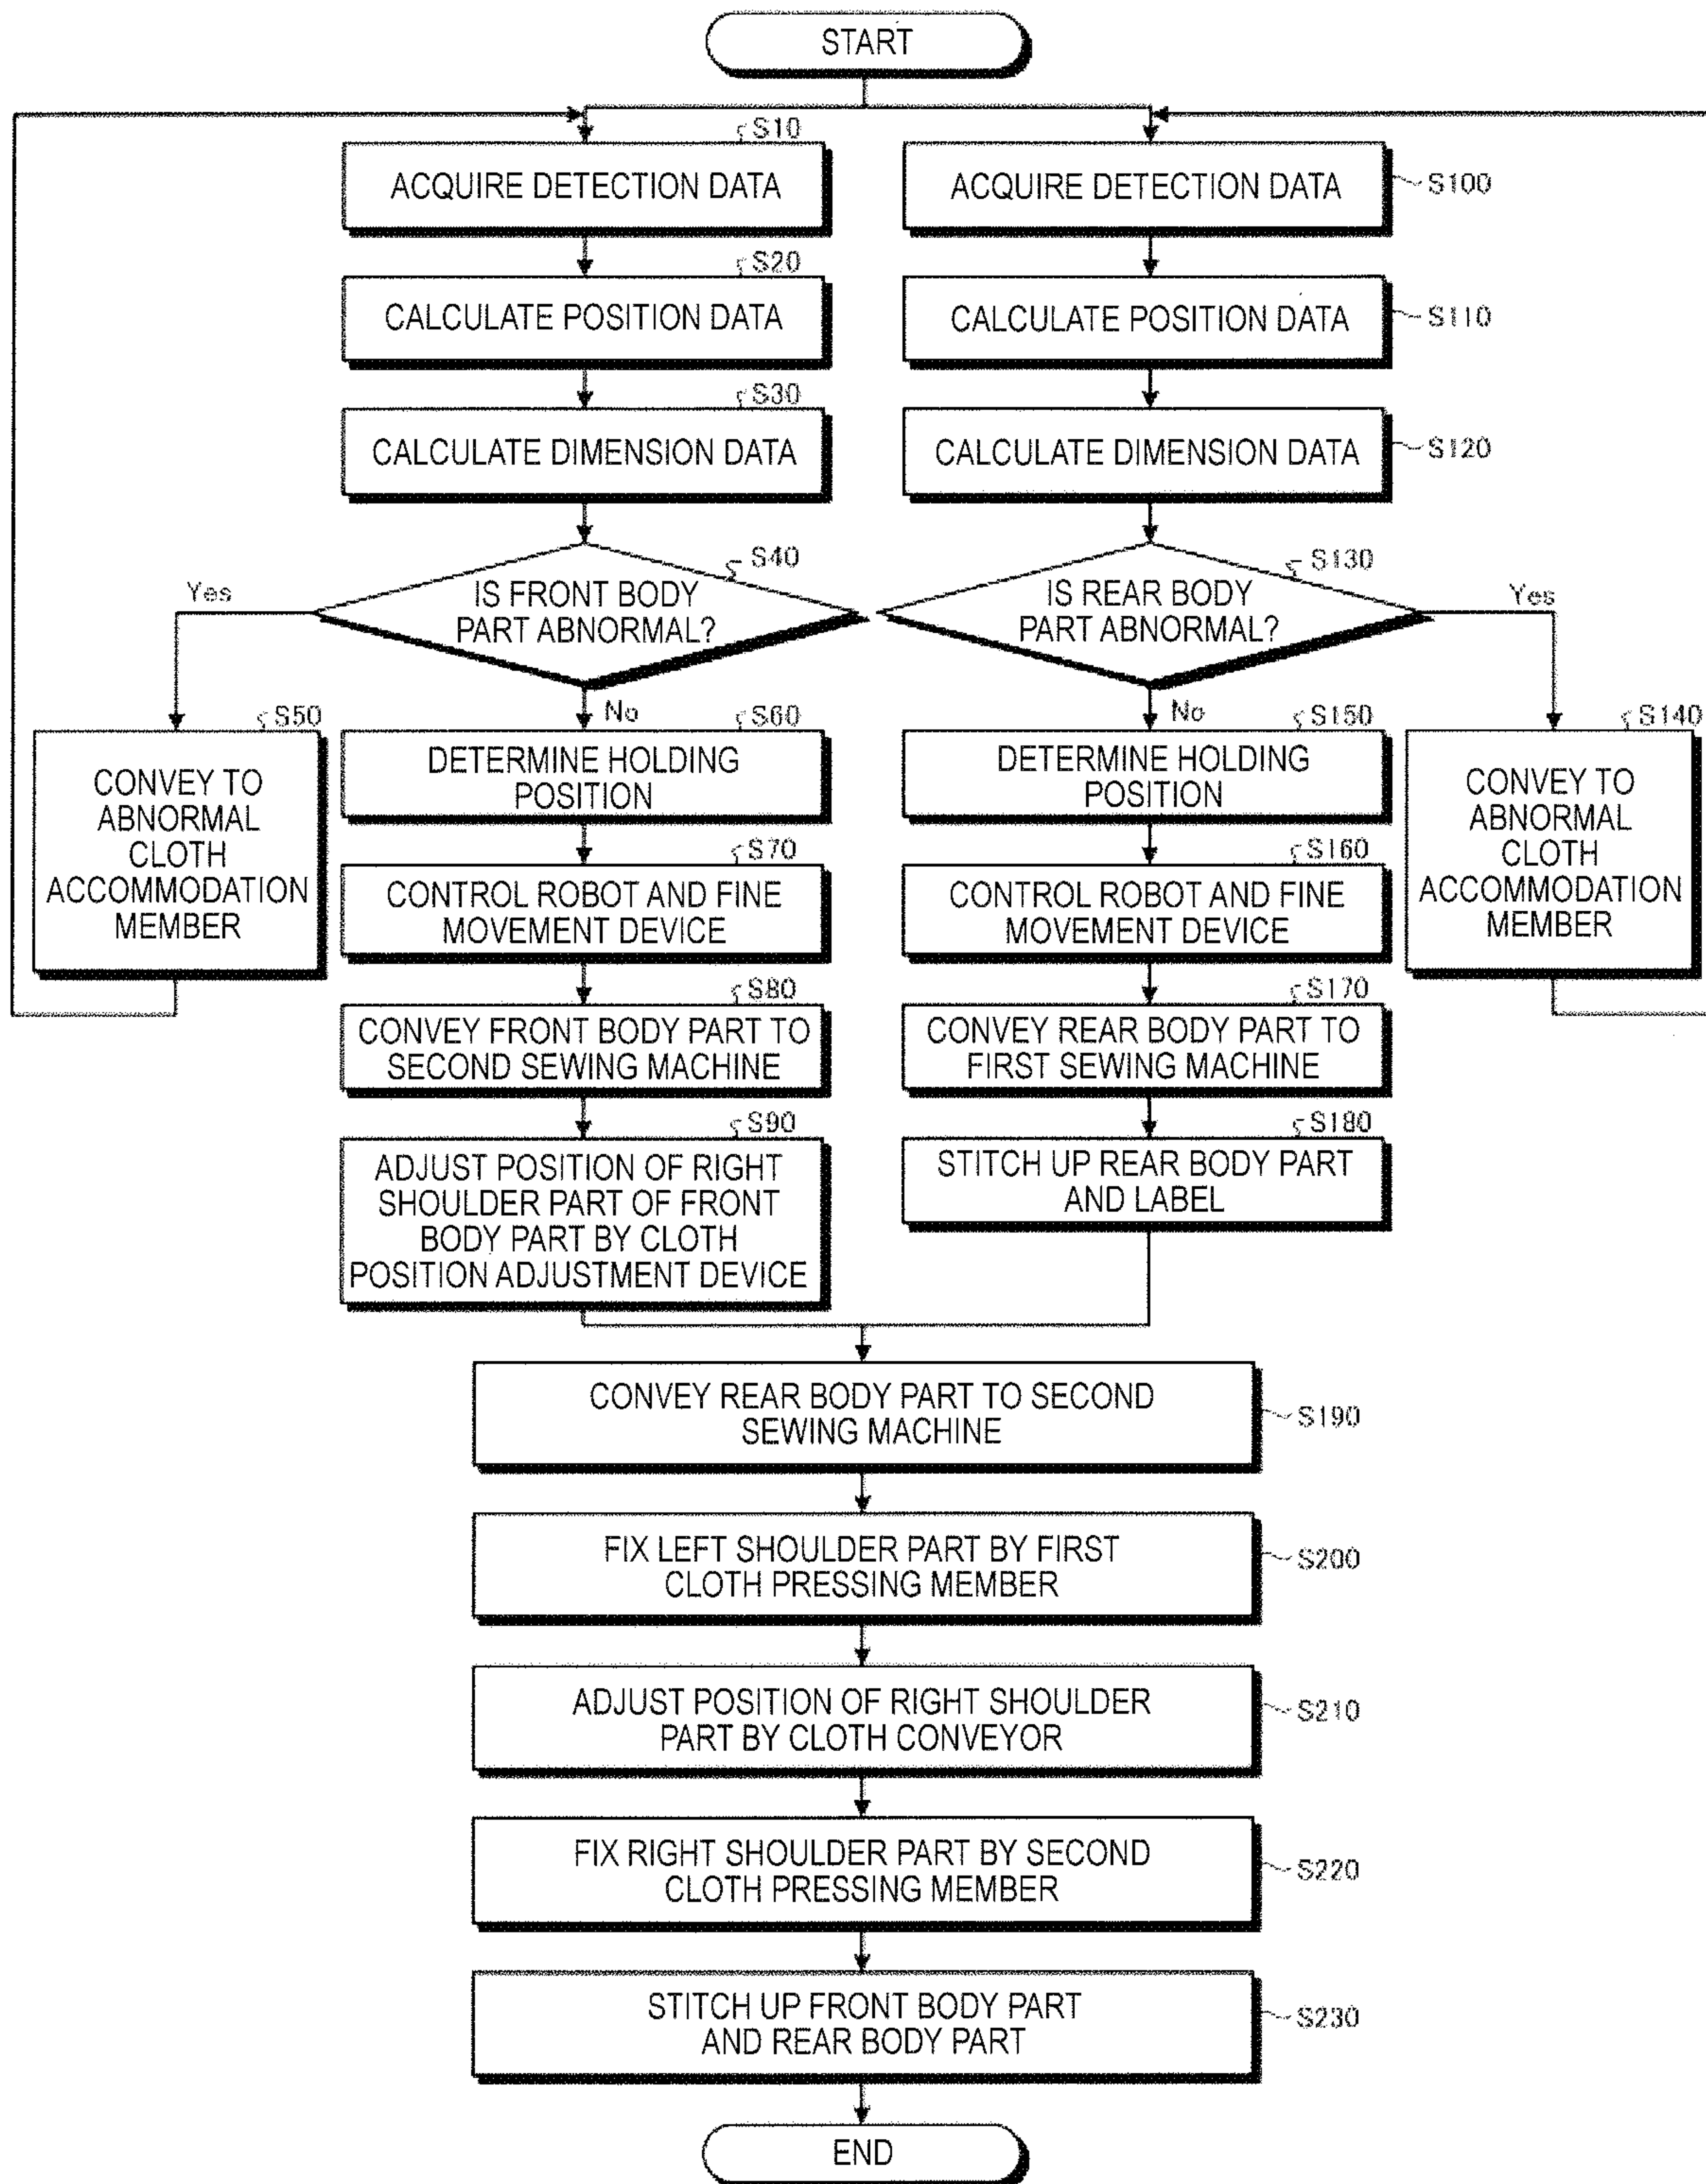 START
S10
ACQUIRE DETECTION DATA
ACQUIRE DETECTION DATA
S100
S20
CALCULATE POSITION DATA
CALCULATE POSITION DATA
S110
S30
CALCULATE DIMENSION DATA
CALCULATE DIMENSION DATA
S120
S40
IS FRONT BODY
PART ABNORMAL?
Yes
No
S130
IS REAR BODY
PART ABNORMAL?
Yes
No
S50
CONVEY TO
ABNORMAL
CLOTH
ACCOMMODATION
MEMBER
S60
DETERMINE HOLDING
POSITION
S150
DETERMINE HOLDING
POSITION
S140
CONVEY TO
ABNORMAL
CLOTH
ACCOMMODATION
MEMBER
S70
CONTROL ROBOT AND FINE
MOVEMENT DEVICE
S160
CONTROL ROBOT AND FINE
MOVEMENT DEVICE
S80
CONVEY FRONT BODY PART TO
SECOND SEWING MACHINE
S170
CONVEY REAR BODY PART TO
FIRST SEWING MACHINE
S90
ADJUST POSITION OF RIGHT
SHOULDER PART OF FRONT
BODY PART BY CLOTH
POSITION ADJUSTMENT DEVICE
S180
STITCH UP REAR BODY PART
AND LABEL
CONVEY REAR BODY PART TO SECOND
SEWING MACHINE
S190
FIX LEFT SHOULDER PART BY FIRST
CLOTH PRESSING MEMBER
S200
ADJUST POSITION OF RIGHT SHOULDER
PART BY CLOTH CONVEYOR
S210
FIX RIGHT SHOULDER PART BY SECOND
CLOTH PRESSING MEMBER
S220
STITCH UP FRONT BODY PART
AND REAR BODY PART
S230
END